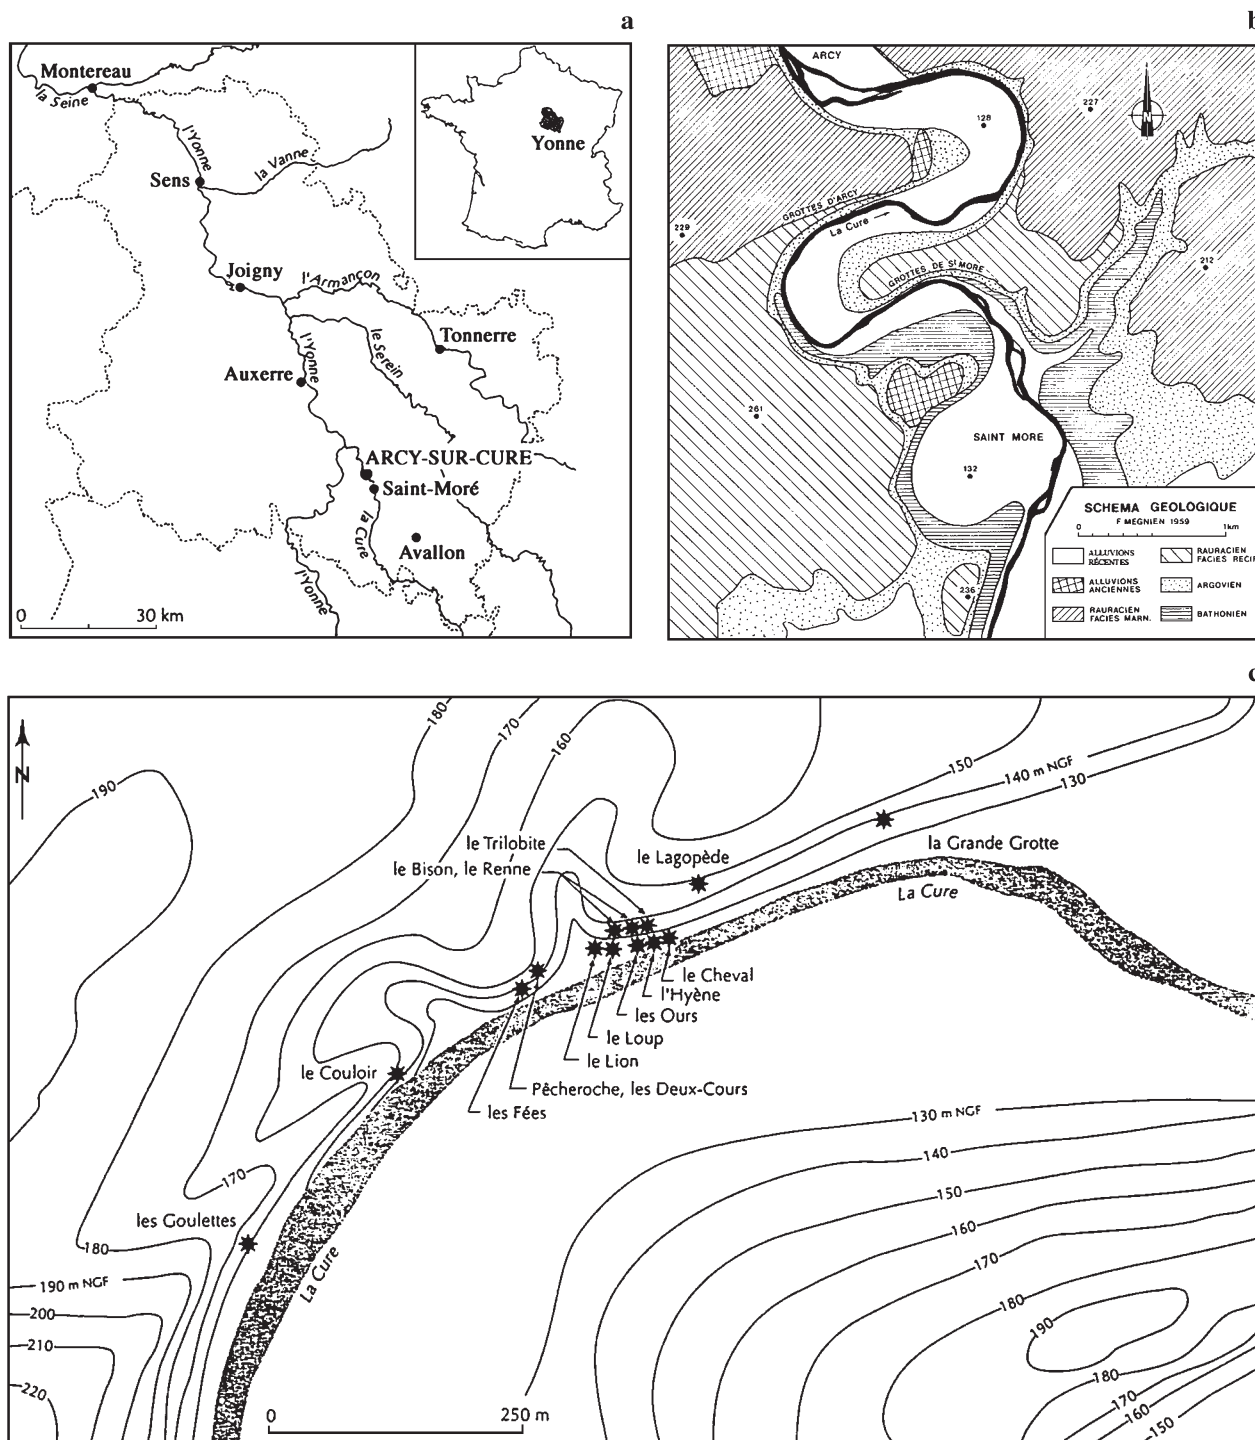 a
Montereau
la Seine
l'Yonne
la Vanne
Sens
Yonne
Joigny
l'Armançon
Tonnerre
le Serein
l'Yonne
Auxerre
ARCY-SUR-CURE
Saint-Moré
la Cure
Avallon
l'Yonne
0 30 km
b
ARCY
227
128
N
GROTTES D'ARCY
La Cure
229
212
GROTTES DE St MORE
261
SAINT MORE
132
236
SCHEMA GEOLOGIQUE
F MEGNIEN 1959
0 1km
ALLUVIONS
RÉCENTES
RAURACIEN
FACIES RECIF
ALLUVIONS
ANCIENNES
ARGOVIEN
RAURACIEN
FACIES MARN.
BATHONIEN
N
180
170
160
190
150
140 m NGF
130
le Trilobite
le Bison, le Renne
le Lagopède
la Grande Grotte
La Cure
le Cheval
l'Hyène
les Ours
le Loup
le Lion
le Couloir
Pêcheroche, les Deux-Cours
les Fées
130 m NGF
140
150
160
170
180
190
180
170
160
150
170
les Goulettes
180
190 m NGF
200
210
220
La Cure
0 250 m